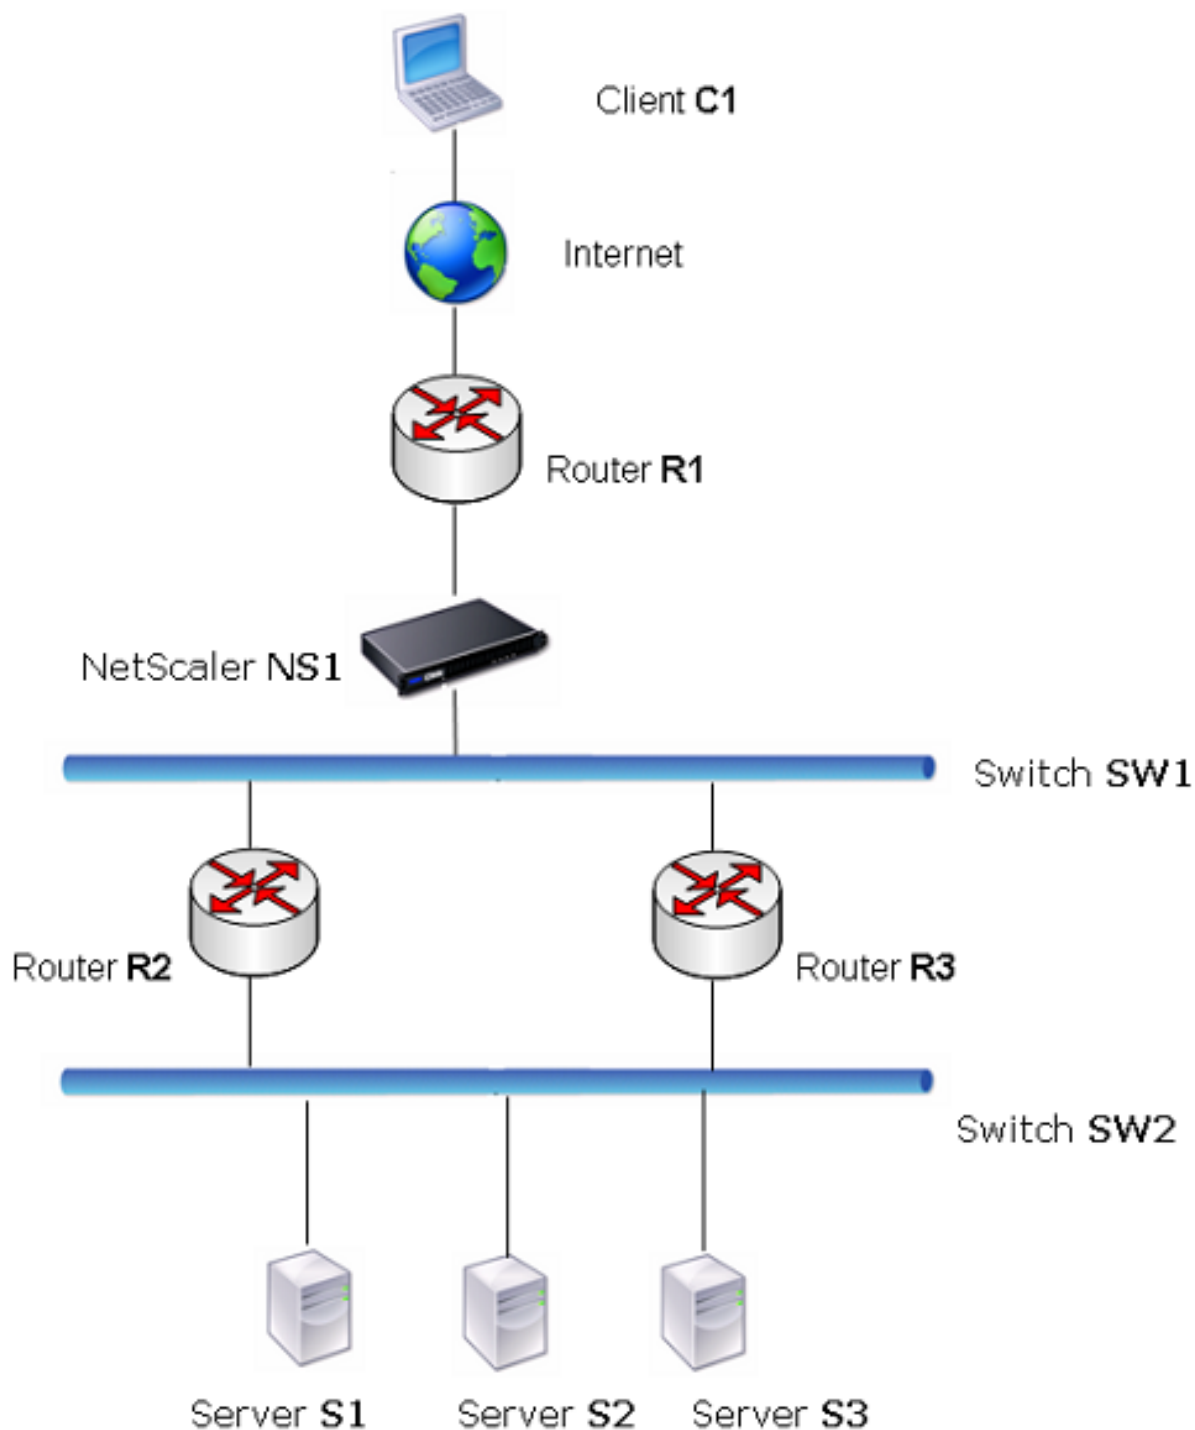 Client C1
Internet
Router R1
NetScaler NS1
Switch SW1
Router R2
Router R3
Switch SW2
Server S1
Server S2
Server S3